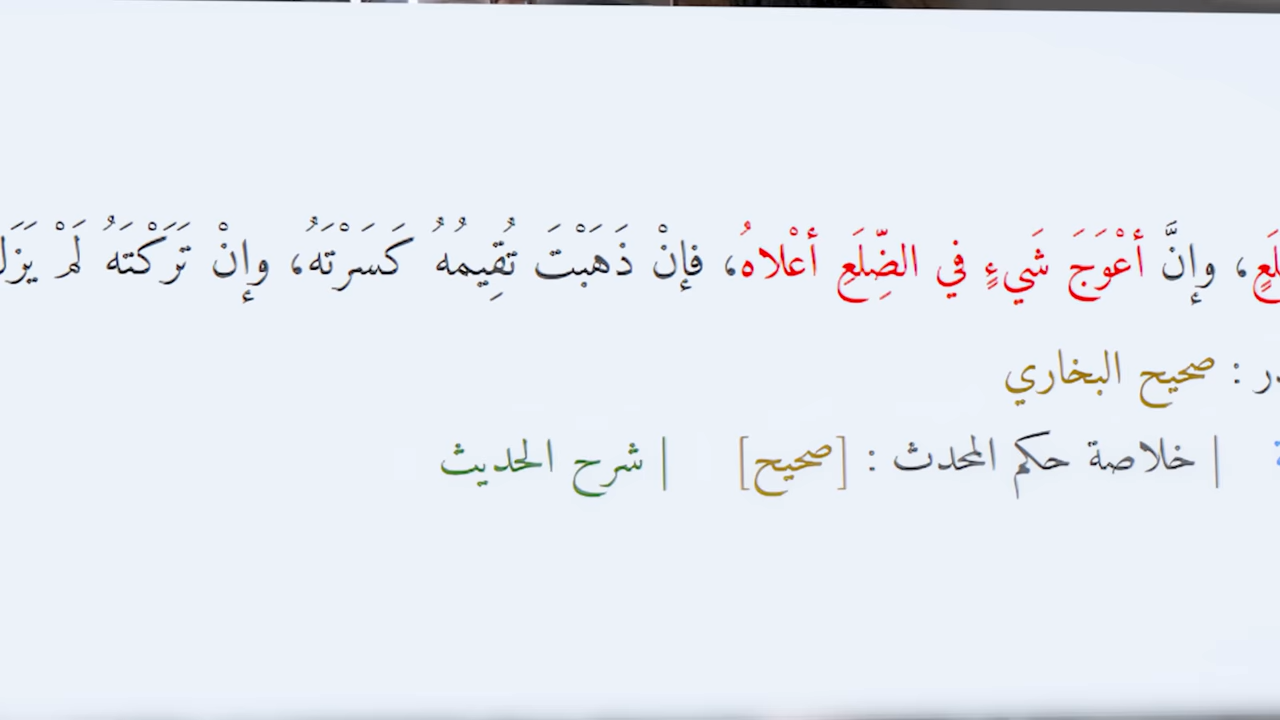 ، وإنَّ أعْوَجَ شَيءٍ في الضِّلَعِ أعْلاهُ، فإنْ ذَهَبْتَ تُقِيمُهُ كَسَرْتَهُ، وإنْ تَرَكْتَهُ لَمْ
: صحيح البخاري
| خلاصة حكم المحدث : [صحيح] | شرح الحديث